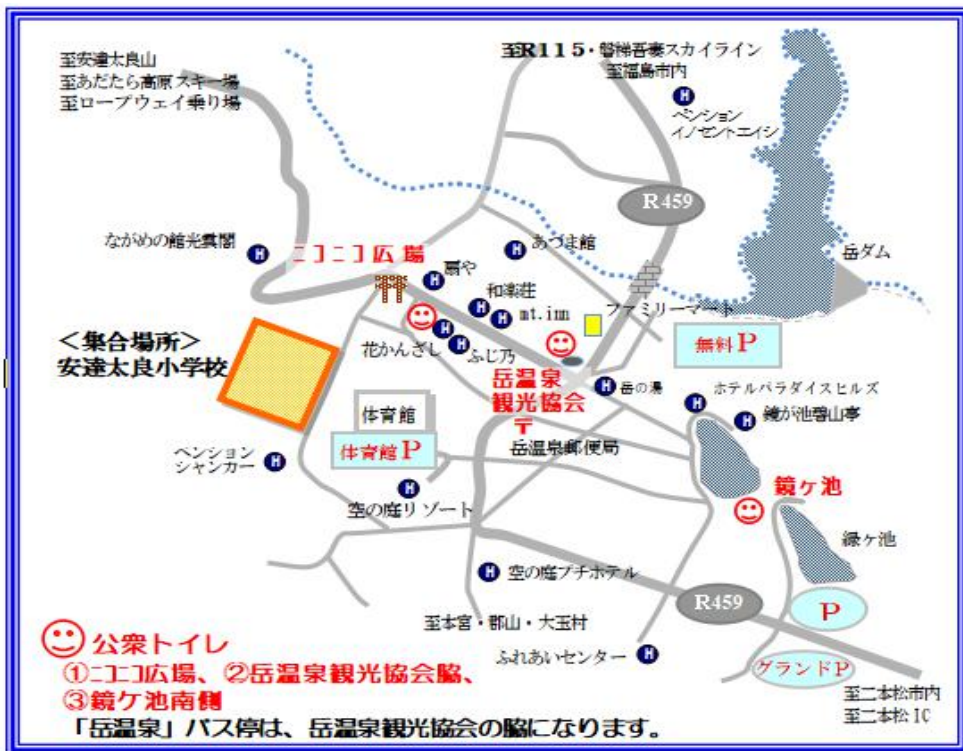 至安達太良山
至あだたら高原スキー場
至ロープウェイ乗り場
至R115・磐梯吾妻スカイライン
至福島市内
H
ペンション
イノセントエイシ
R459
ながめの館光雲閣
H
ニコニコ広場
H
扇や
H
あづま館
岳ダム
和楽荘
H
H
mt.inn
ファミリーマート
無料P
＜集合場所＞
安達太良小学校
花かんざし
H
H
ふじ乃
岳温泉
観光協会
〒
岳温泉郵便局
H
岳の湯
ホテルパラダイスヒルズ
H
H
鏡が池碧山亭
体育館
体育館P
ペンション
シャンカー
H
H
空の庭リゾート
鏡ヶ池
緑ヶ池
H
空の庭プチホテル
R459
P
至本宮・郡山・大玉村
ふれあいセンター
H
グランドP
至二本松市内
至二本松IC
公衆トイレ
①ニコニコ広場、②岳温泉観光協会脇、
③鏡ケ池南側
「岳温泉」バス停は、岳温泉観光協会の脇になります。